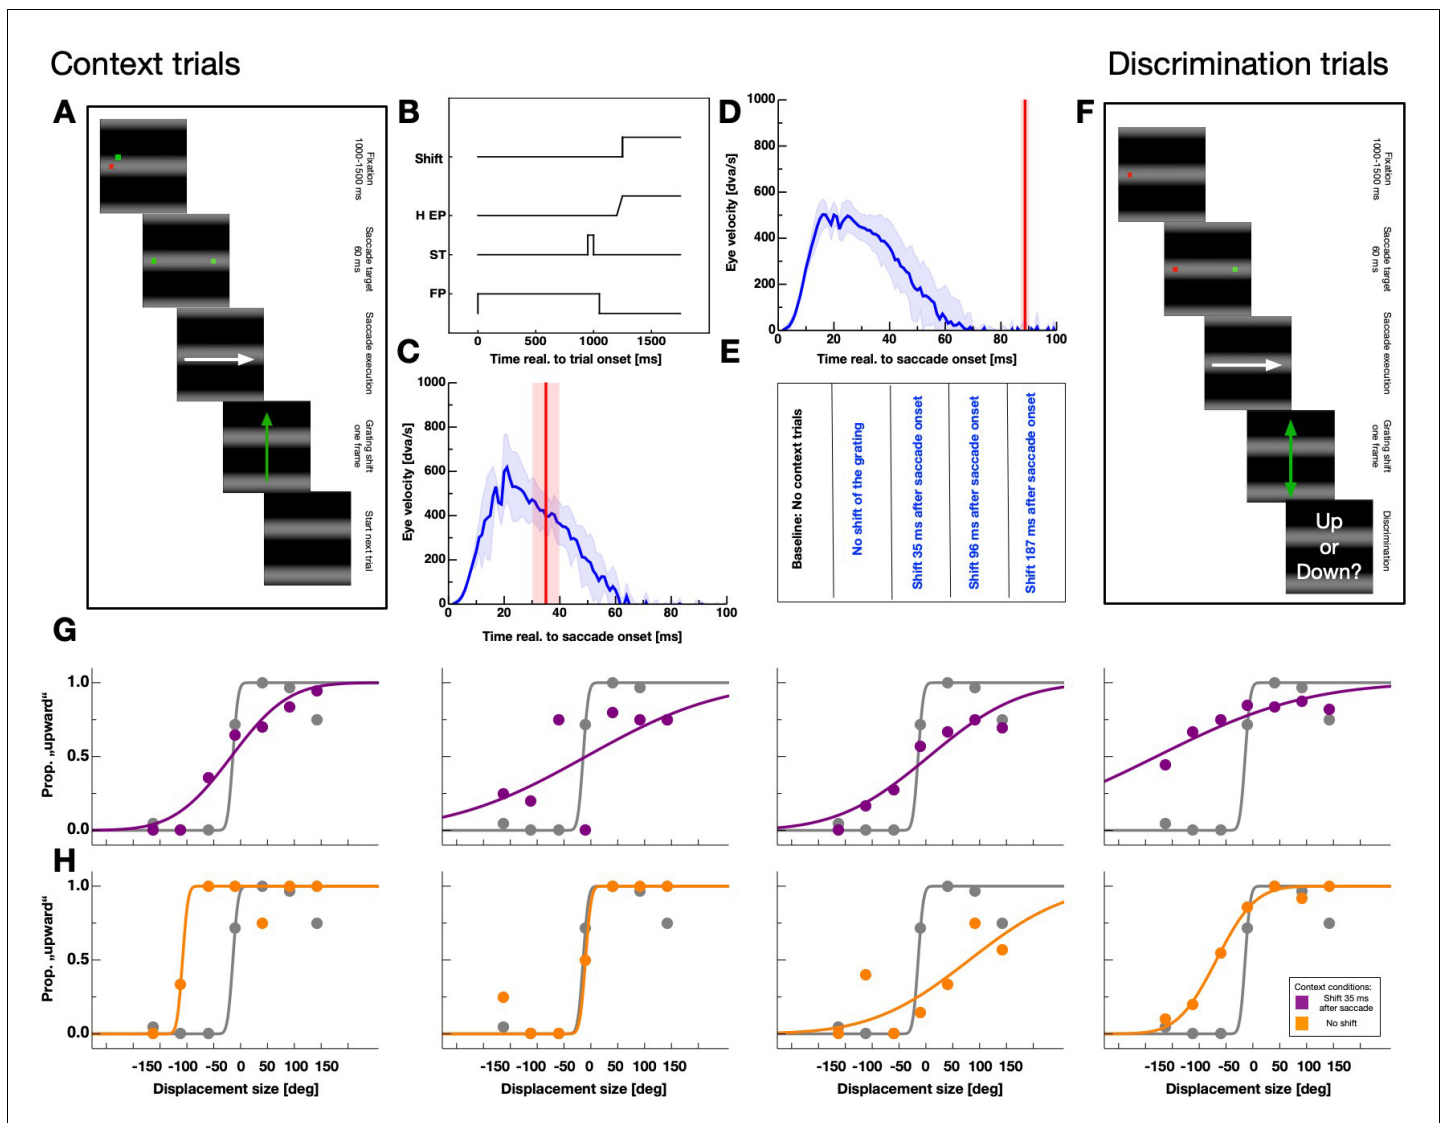 Context trials
Discrimination trials
A
Fixation
1000-1500 ms
Saccade target
60 ms
Saccade execution
Grating shift
one frame
Start next trial
B
Shift
H EP
ST
FP
0
500
1000
1500
Time real. to trial onset [ms]
C
1000
800
600
400
200
0
Eye velocity [dva/s]
0
20
40
60
80
100
Time real. to saccade onset [ms]
D
1000
800
600
400
200
0
Eye velocity [dva/s]
0
20
40
60
80
100
Time real. to saccade onset [ms]
E
Baseline: No context trials
No shift of the grating
Shift 35 ms after saccade onset
Shift 96 ms after saccade onset
Shift 187 ms after saccade onset
F
Fixation
1000-1500 ms
Saccade target
60 ms
Saccade execution
Grating shift
one frame
Up
or
Down?
Discrimination
G
1.0
0.5
0.0
Prop. „upward“
H
1.0
0.5
0.0
Prop. „upward“
-150 -100 -50 0 50 100 150
Displacement size [deg]
-150 -100 -50 0 50 100 150
Displacement size [deg]
-150 -100 -50 0 50 100 150
Displacement size [deg]
-150 -100 -50 0 50 100 150
Displacement size [deg]
Context conditions:
Shift 35 ms
after saccade
No shift